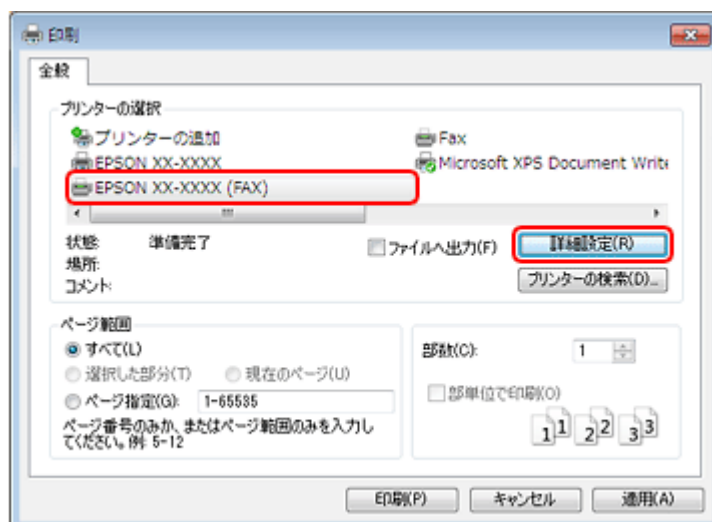 印刷
全般
プリンターの選択
プリンターの追加
Fax
EPSON XX-XXXX
Microsoft XPS Document Write
EPSON XX-XXXX (FAX)
状態: 準備完了
場所:
コメント:
ファイルへ出力(F)
詳細設定(R)
プリンターの検索(D)...
ページ範囲
すべて(L)
選択した部分(T)
現在のページ(U)
ページ指定(G): 1-65535
ページ番号のみか、またはページ範囲のみを入力し
てください。例: 5-12
部数(C): 1
部単位で印刷(O)
11 22 33
印刷(P)
キャンセル
適用(A)